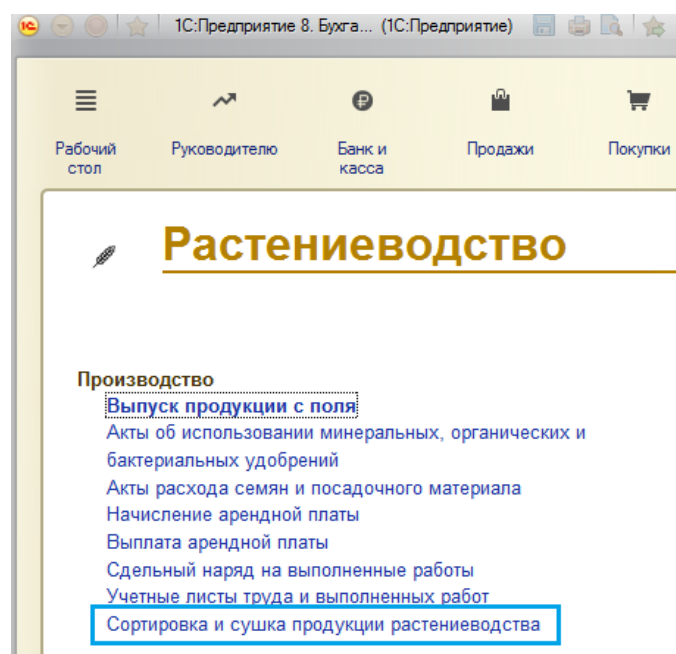 1С:Предприятие 8. Бухга... (1С:Предприятие)
Рабочий стол
Руководителю
Банк и касса
Продажи
Покупки
Растениеводство
Производство
Выпуск продукции с поля
Акты об использовании минеральных, органических и
бактериальных удобрений
Акты расхода семян и посадочного материала
Начисление арендной платы
Выплата арендной платы
Сдельный наряд на выполненные работы
Учетные листы труда и выполненных работ
Сортировка и сушка продукции растениеводства